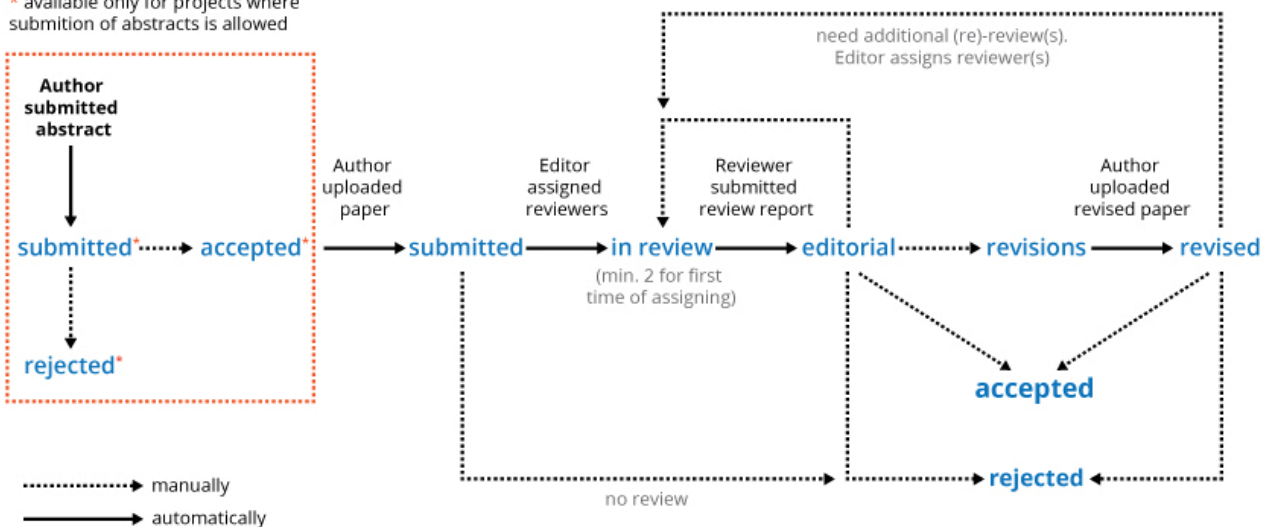 * available only for projects where
submition of abstracts is allowed
need additional (re)-review(s).
Editor assigns reviewer(s)
Author
submitted
abstract
Author
uploaded
paper
Editor
assigned
reviewers
Reviewer
submitted
review report
Author
uploaded
revised paper
submitted*
accepted*
submitted
in review
editorial
revisions
revised
(min. 2 for first
time of assigning)
rejected*
accepted
rejected
no review
manually
automatically